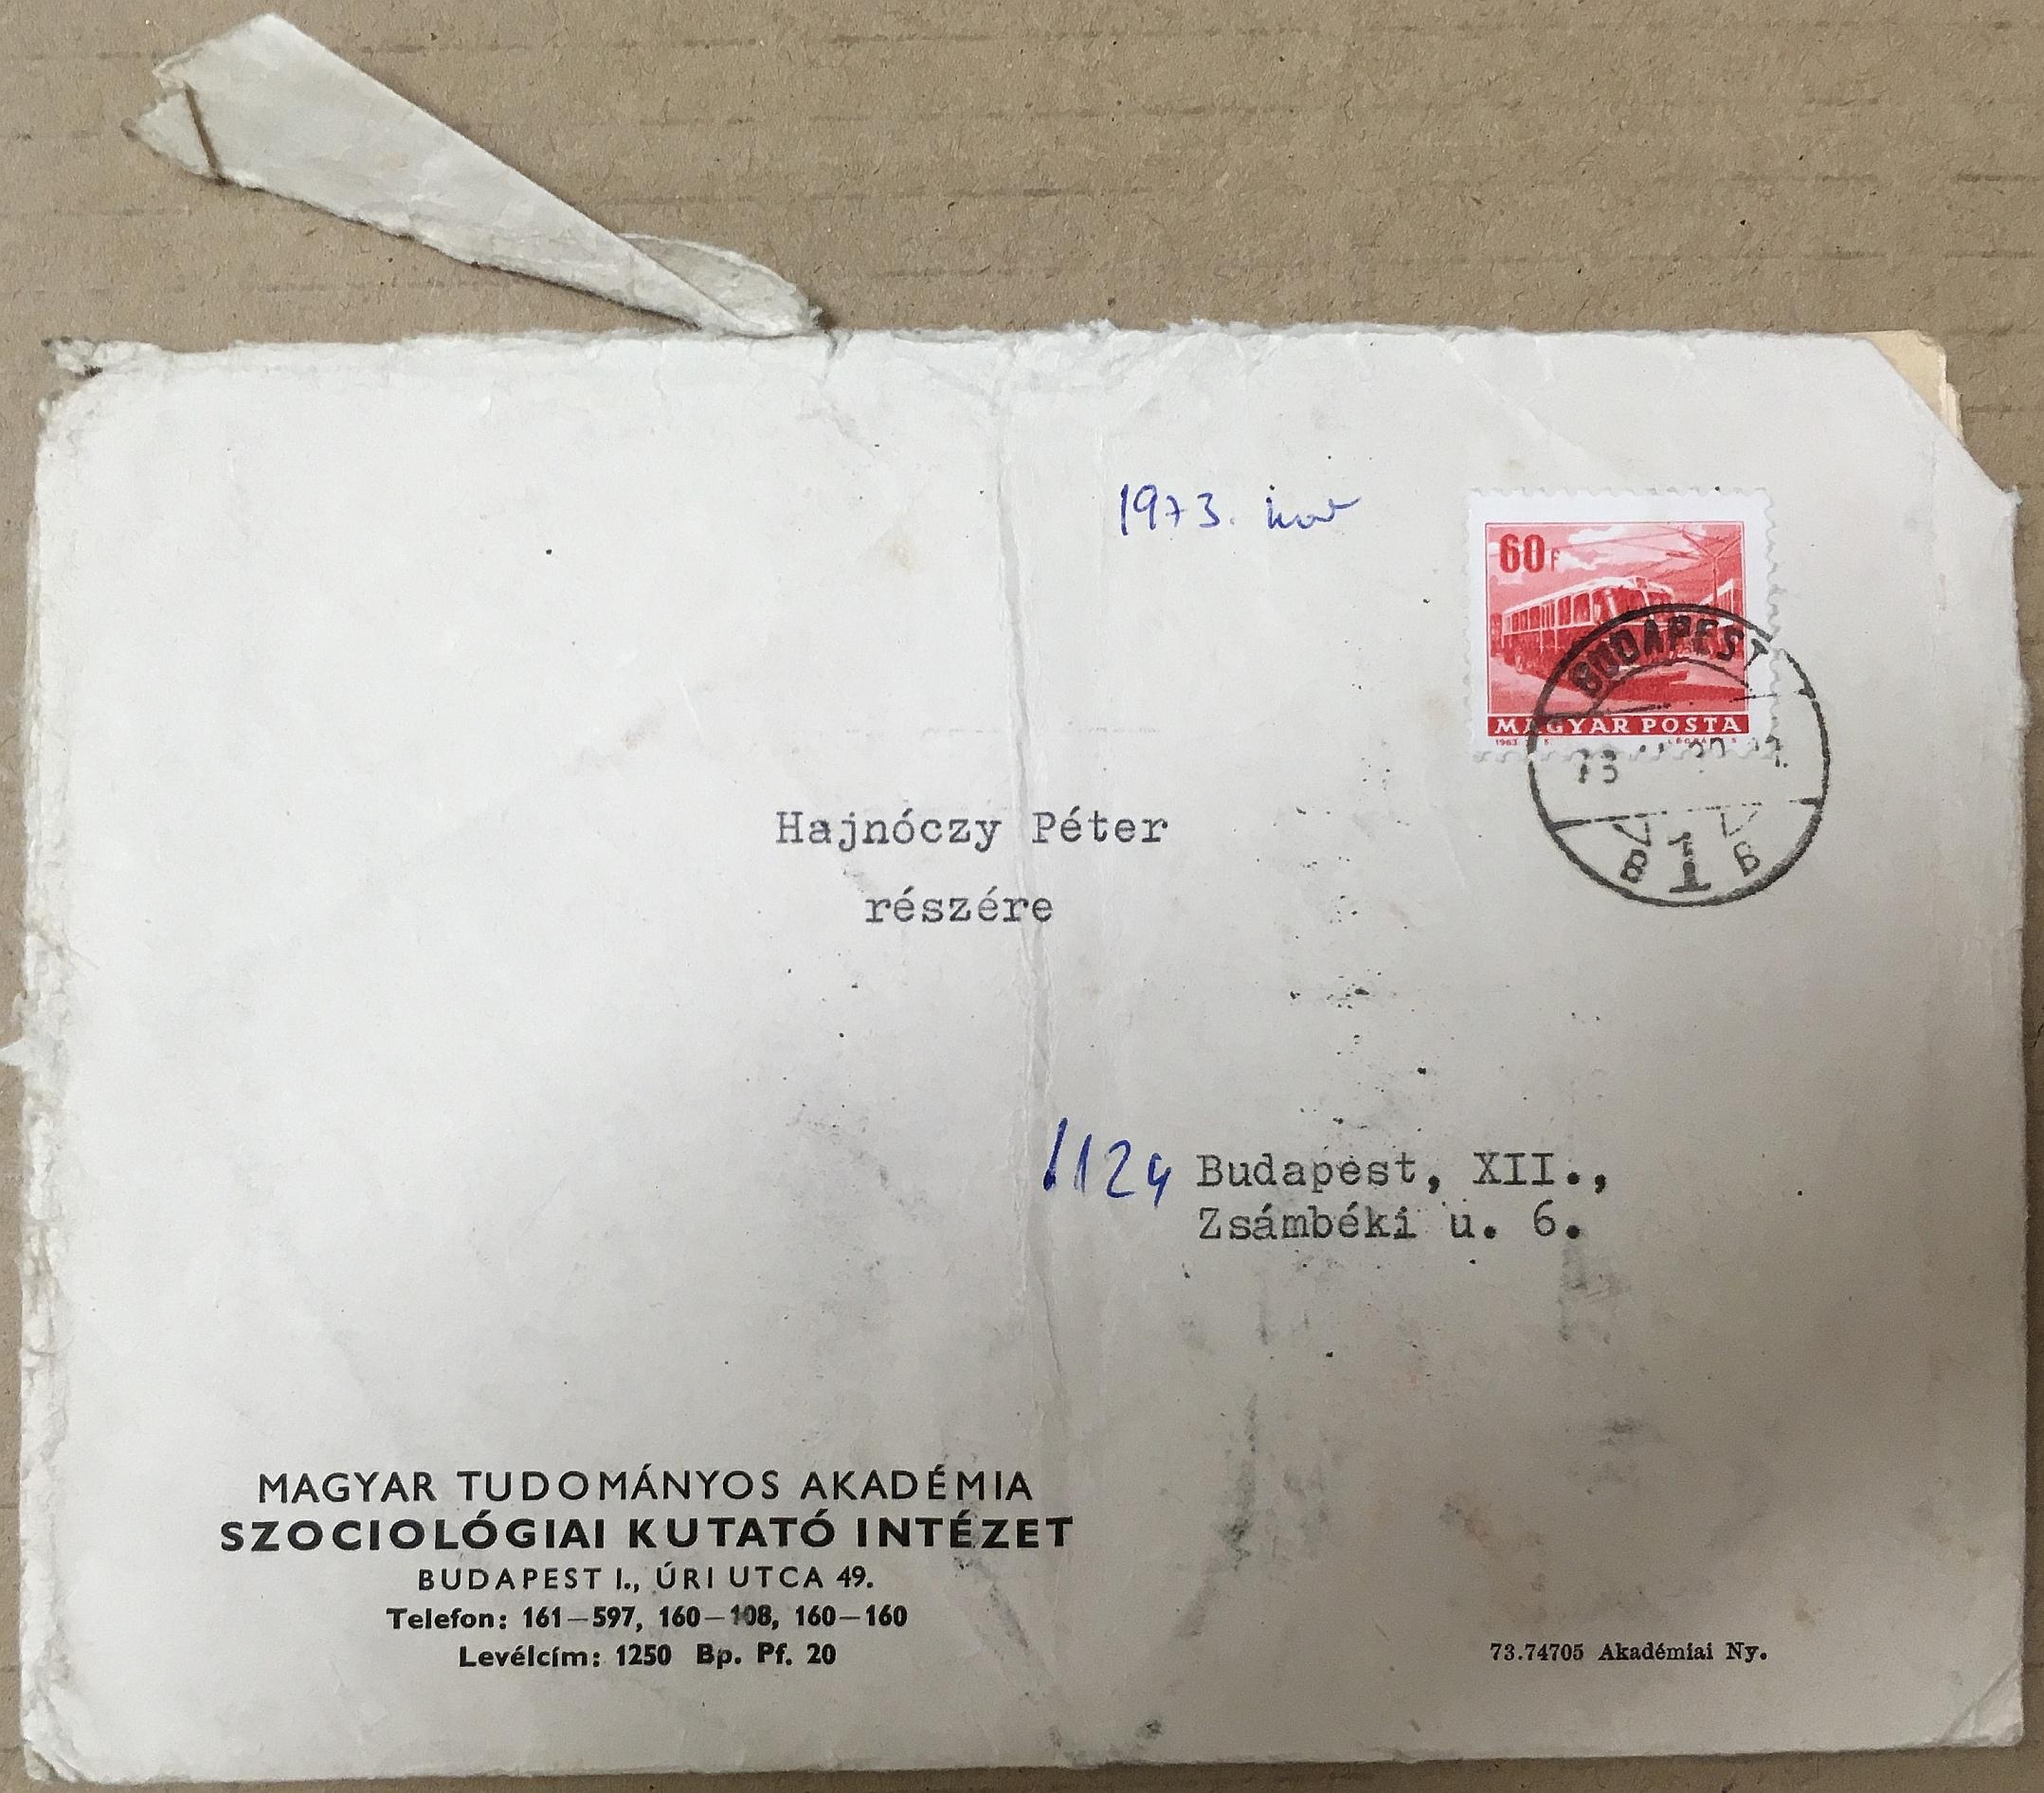 1973.
60F
MAGYAR POSTA
BUDAPEST
73
Hajnóczy Péter
részére
1124 Budapest, XII.,
Zsámbéki u. 6.
MAGYAR TUDOMÁNYOS AKADÉMIA
SZOCIOLÓGIAI KUTATÓ INTÉZET
BUDAPEST I., ÚRI UTCA 49.
Telefon: 161–597, 160–108, 160–160
Levélcím: 1250 Bp. Pf. 20
73.74705 Akadémiai Ny.